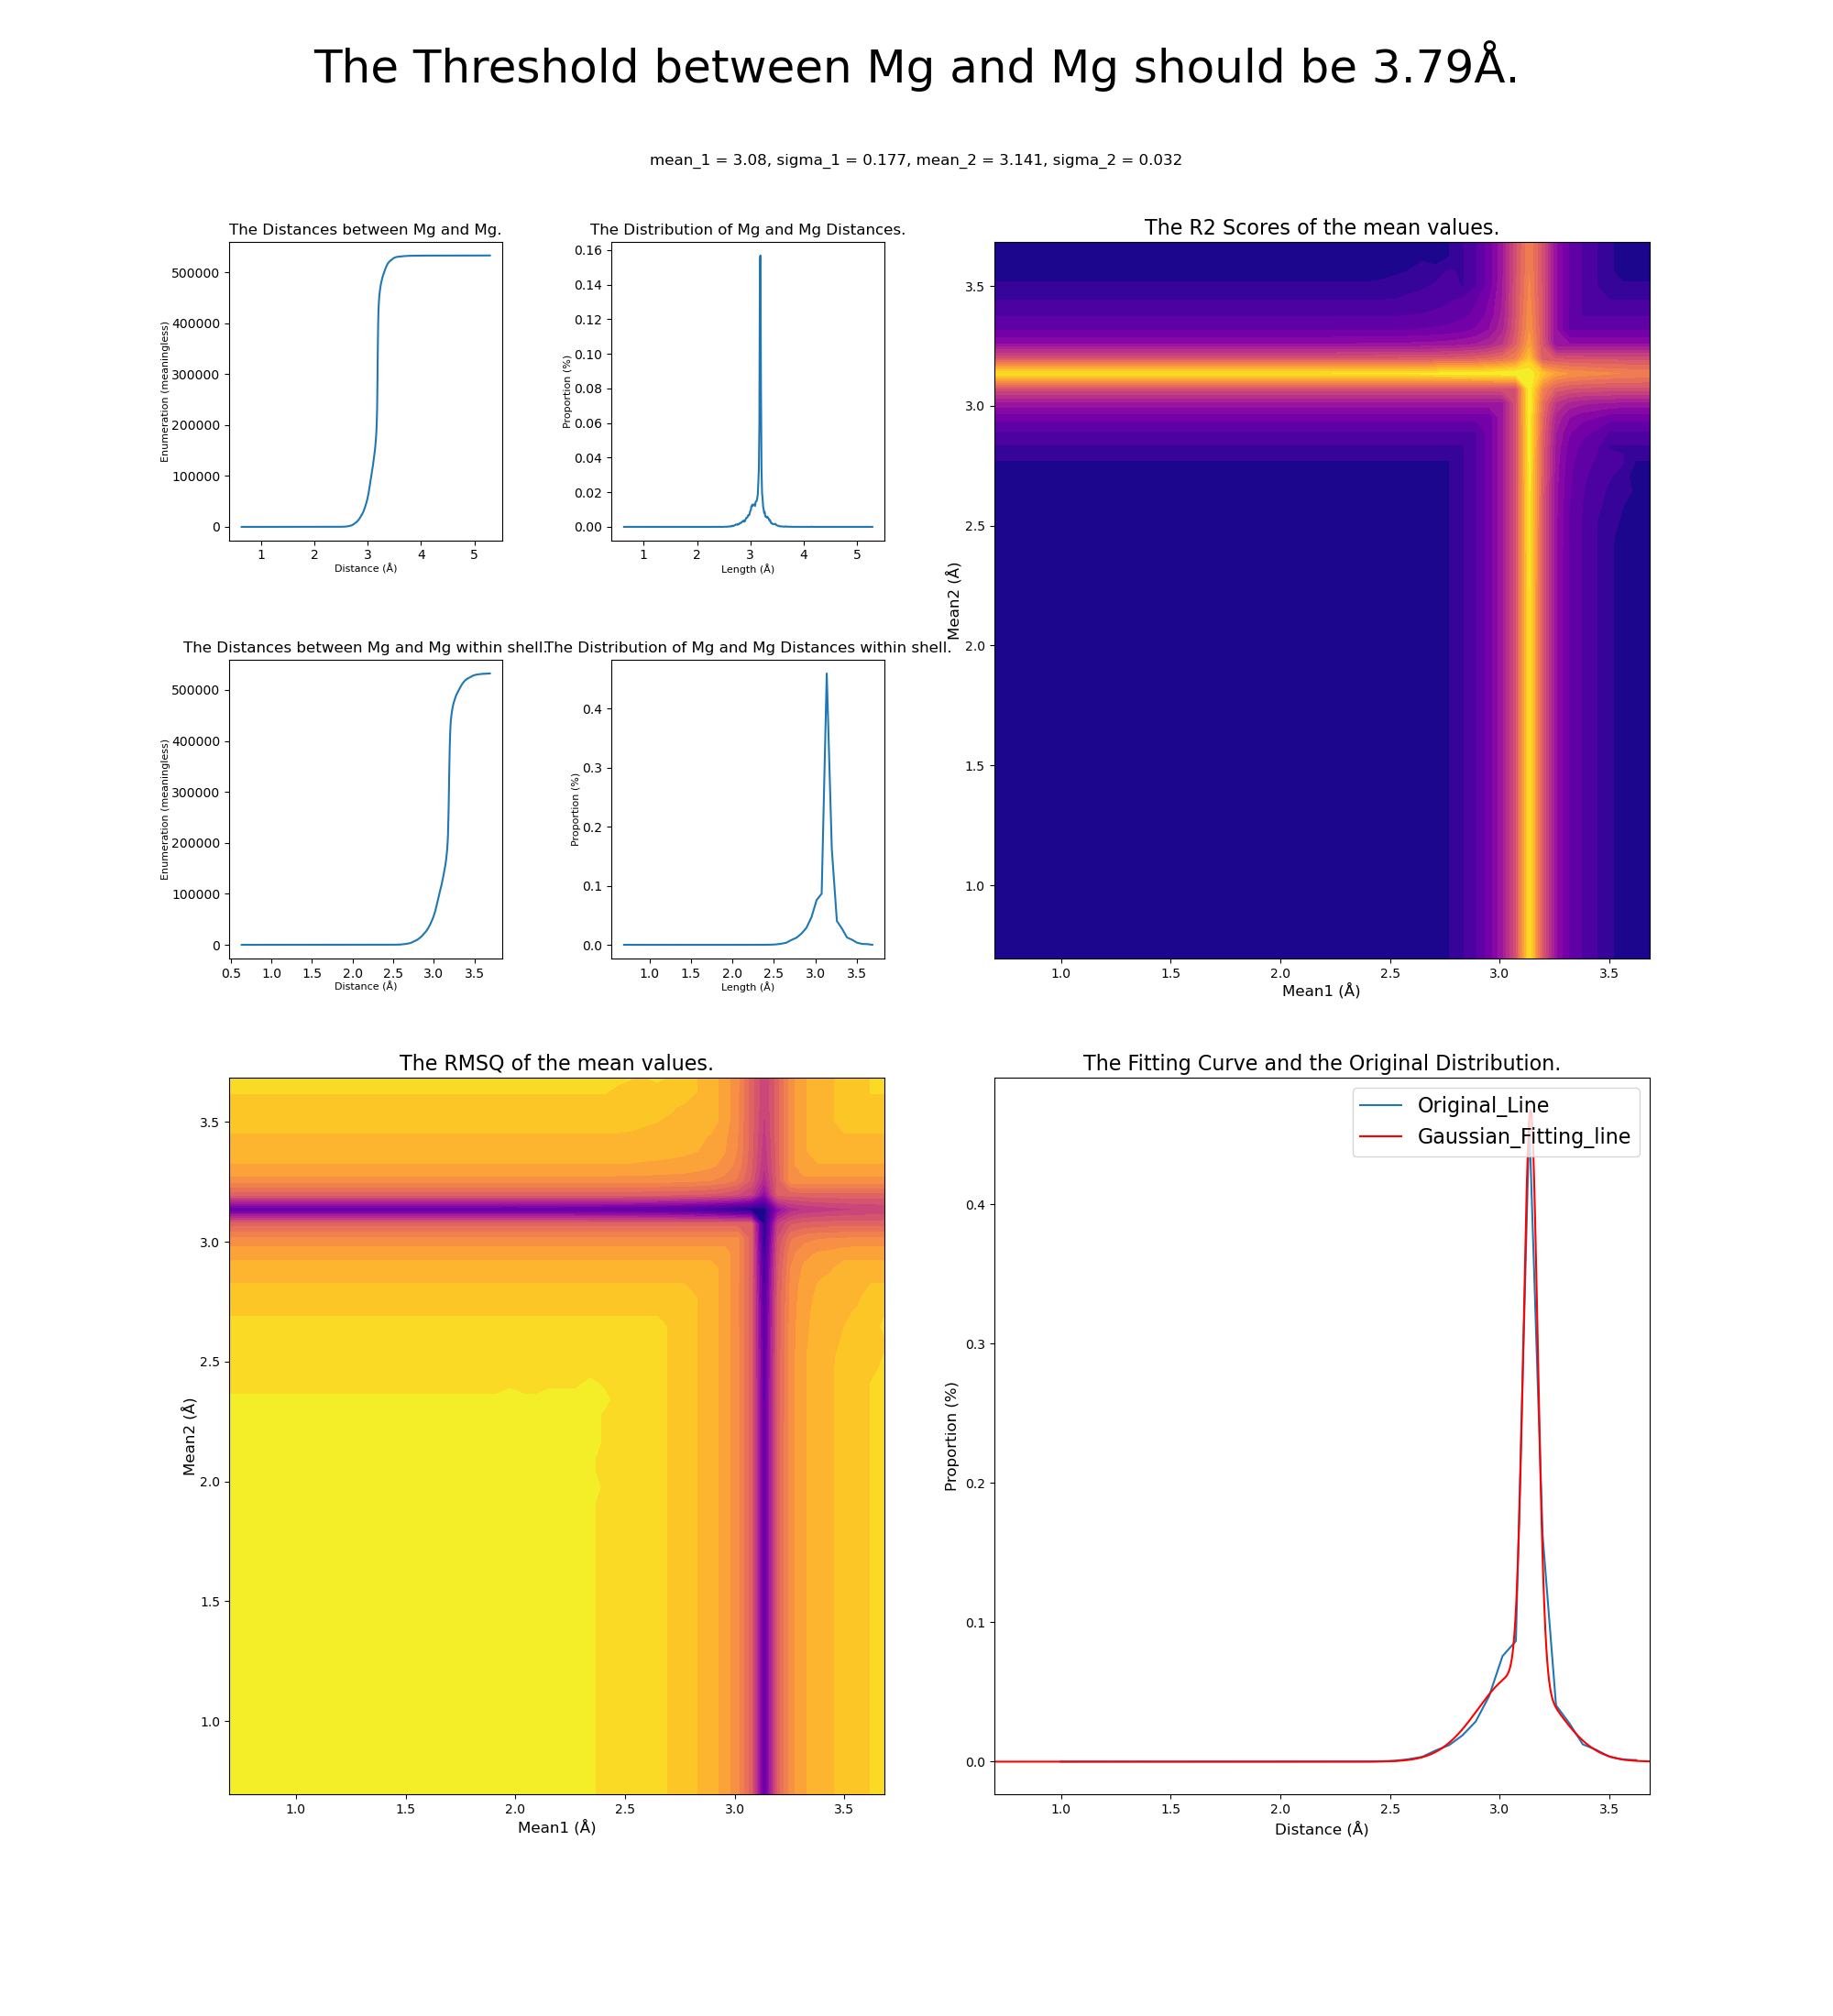 The Threshold between Mg and Mg should be 3.79Å.
mean_1 = 3.08, sigma_1 = 0.177, mean_2 = 3.141, sigma_2 = 0.032
The Distances between Mg and Mg.
500000
400000
300000
200000
100000
0
Enumeration (meaningless)
1 2 3 4 5
Distance (Å)
The Distribution of Mg and Mg Distances.
0.16
0.14
0.12
0.10
0.08
0.06
0.04
0.02
0.00
Proportion (%)
1 2 3 4 5
Length (Å)
The R2 Scores of the mean values.
3.5
3.0
2.5
2.0
1.5
1.0
Mean2 (Å)
1.0 1.5 2.0 2.5 3.0 3.5
Mean1 (Å)
The Distances between Mg and Mg within shell.
500000
400000
300000
200000
100000
0
Enumeration (meaningless)
0.5 1.0 1.5 2.0 2.5 3.0 3.5
Distance (Å)
The Distribution of Mg and Mg Distances within shell.
0.4
0.3
0.2
0.1
0.0
Proportion (%)
1.0 1.5 2.0 2.5 3.0 3.5
Length (Å)
The RMSQ of the mean values.
3.5
3.0
2.5
2.0
1.5
1.0
Mean2 (Å)
1.0 1.5 2.0 2.5 3.0 3.5
Mean1 (Å)
The Fitting Curve and the Original Distribution.
Original_Line
Gaussian_Fitting_line
0.4
0.3
0.2
0.1
0.0
Proportion (%)
1.0 1.5 2.0 2.5 3.0 3.5
Distance (Å)